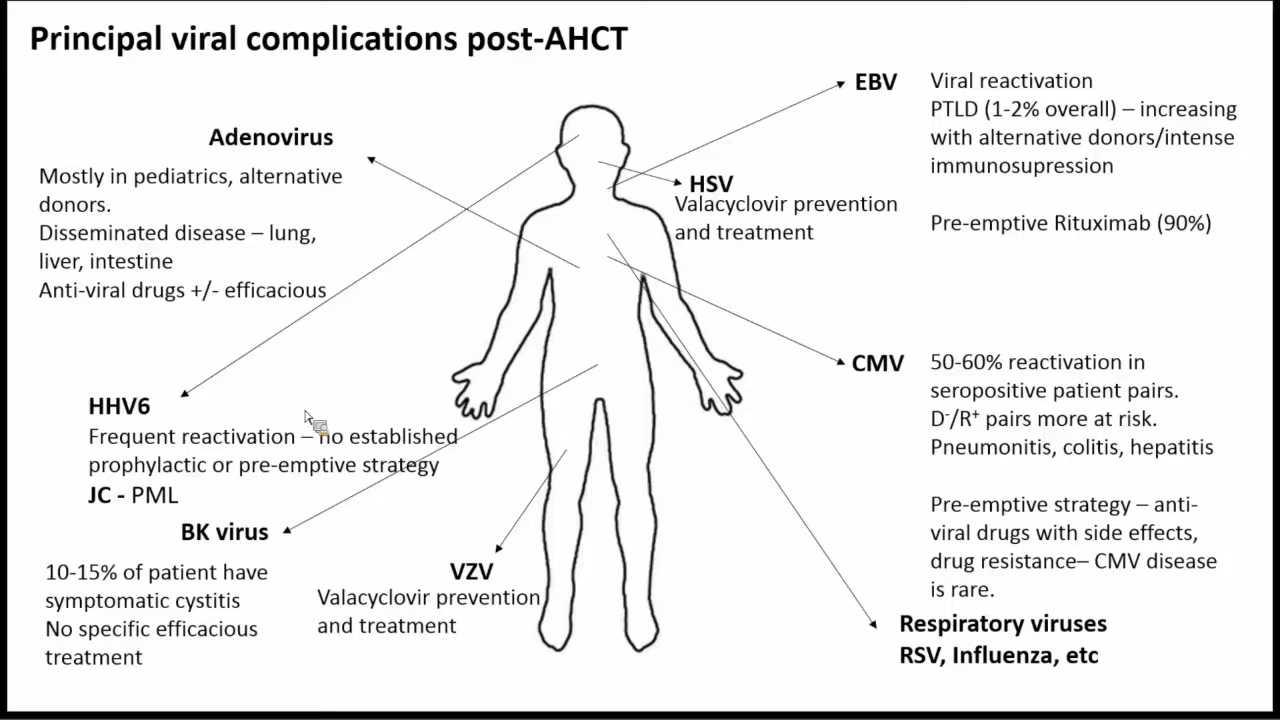 Principal viral complications post-AHCT
Adenovirus
Mostly in pediatrics, alternative
donors.
Disseminated disease – lung,
liver, intestine
Anti-viral drugs +/- efficacious
HHV6
Frequent reactivation – no established
prophylactic or pre-emptive strategy
JC - PML
BK virus
10-15% of patient have
symptomatic cystitis
No specific efficacious
treatment
VZV
Valacyclovir prevention
and treatment
HSV
Valacyclovir prevention
and treatment
EBV
Viral reactivation
PTLD (1-2% overall) – increasing
with alternative donors/intense
immunosupression
Pre-emptive Rituximab (90%)
CMV
50-60% reactivation in
seropositive patient pairs.
D⁻/R⁺ pairs more at risk.
Pneumonitis, colitis, hepatitis
Pre-emptive strategy – anti-
viral drugs with side effects,
drug resistance– CMV disease
is rare.
Respiratory viruses
RSV, Influenza, etc